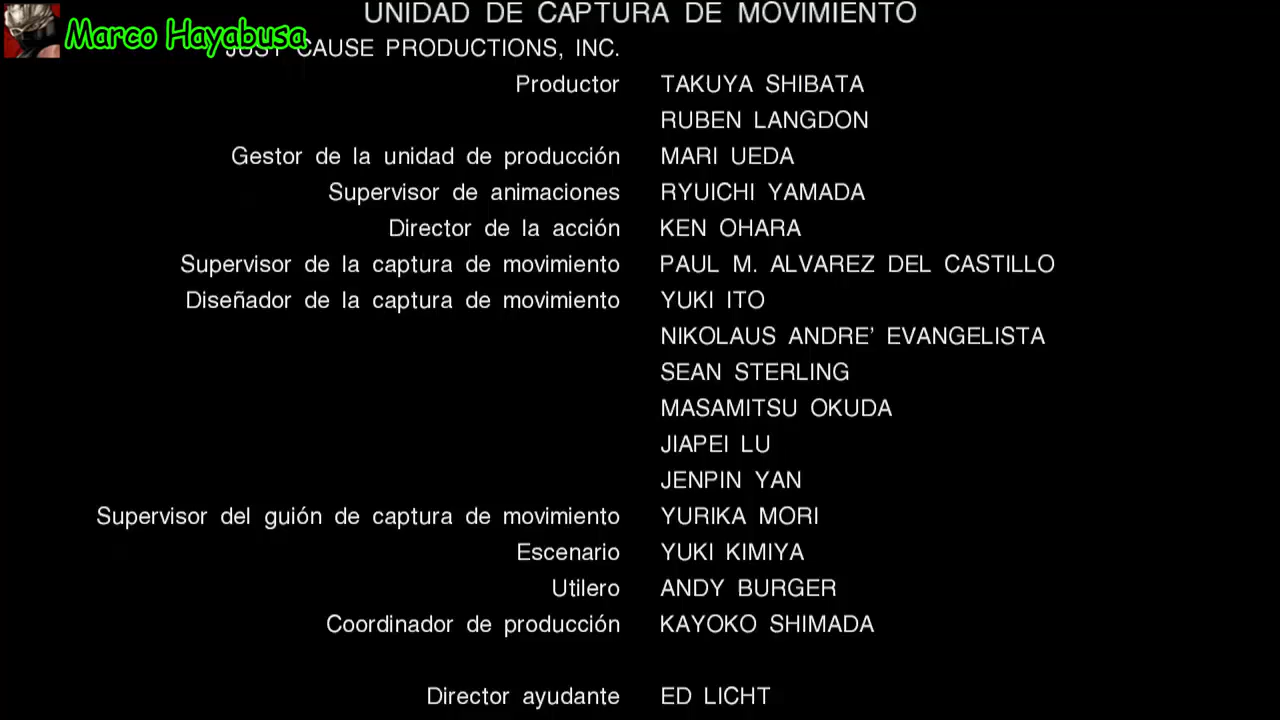 UNIDAD DE CAPTURA DE MOVIMIENTO
Marco Hayabusa
JUST CAUSE PRODUCTIONS, INC.
Productor TAKUYA SHIBATA
RUBEN LANGDON
Gestor de la unidad de producción MARI UEDA
Supervisor de animaciones RYUICHI YAMADA
Director de la acción KEN OHARA
Supervisor de la captura de movimiento PAUL M. ALVAREZ DEL CASTILLO
Diseñador de la captura de movimiento YUKI ITO
NIKOLAUS ANDRE’ EVANGELISTA
SEAN STERLING
MASAMITSU OKUDA
JIAPEI LU
JENPIN YAN
Supervisor del guión de captura de movimiento YURIKA MORI
Escenario YUKI KIMIYA
Utilero ANDY BURGER
Coordinador de producción KAYOKO SHIMADA
Director ayudante ED LICHT